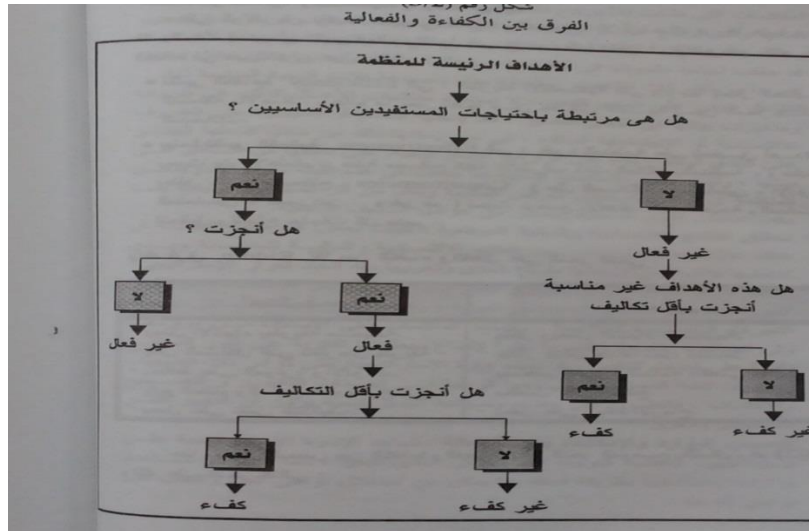 شكل رقم
الفرق بين الكفاءة والفعالية
الأهداف الرئيسة للمنظمة
هل هى مرتبطة باحتياجات المستفيدين الأساسيين ؟
لا
نعم
هل أنجزت ؟
غير فعال
هل هذه الأهداف غير مناسبة
أنجزت بأقل تكاليف
نعم
لا
فعال
غير فعال
لا
نعم
هل أنجزت بأقل التكاليف
غير كفء
كفء
لا
نعم
غير كفء
كفء